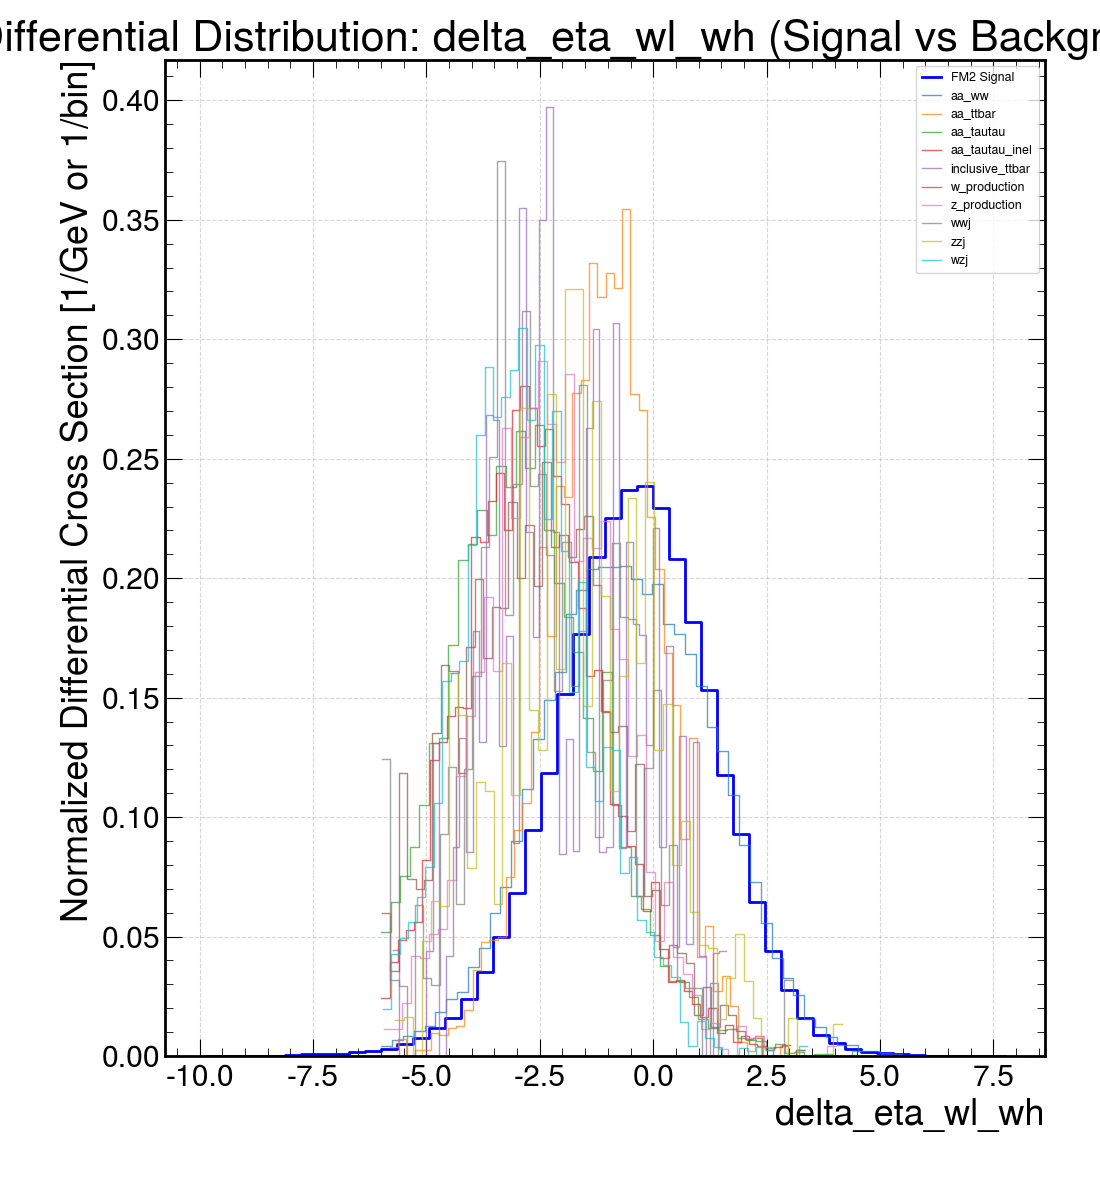 ifferential Distribution: delta_eta_wl_wh (Signal vs Backgr
Normalized Differential Cross Section [1/GeV or 1/bin]
0.40
0.35
0.30
0.25
0.20
0.15
0.10
0.05
0.00
FM2 Signal
aa_ww
aa_ttbar
aa_tautau
aa_tautau_inel
inclusive_ttbar
w_production
z_production
wwj
zzj
wzj
-10.0 -7.5 -5.0 -2.5 0.0 2.5 5.0 7.5
delta_eta_wl_wh